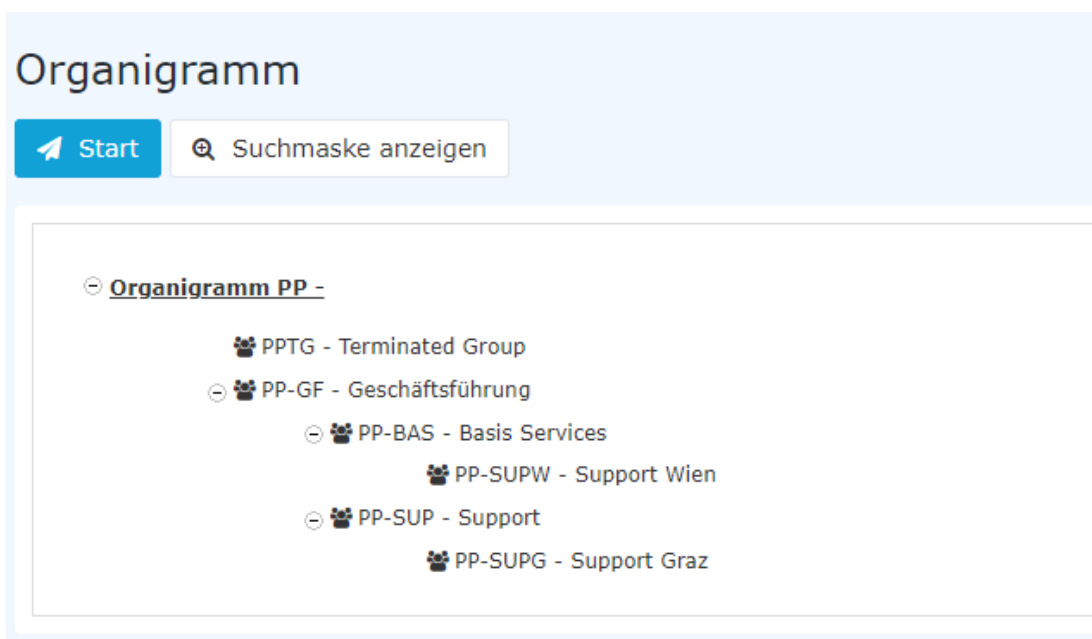 Organigramm
Start Suchmaske anzeigen
Organigramm PP -
PPTG - Terminated Group
PP-GF - Geschäftsführung
PP-BAS - Basis Services
PP-SUPW - Support Wien
PP-SUP - Support
PP-SUPG - Support Graz